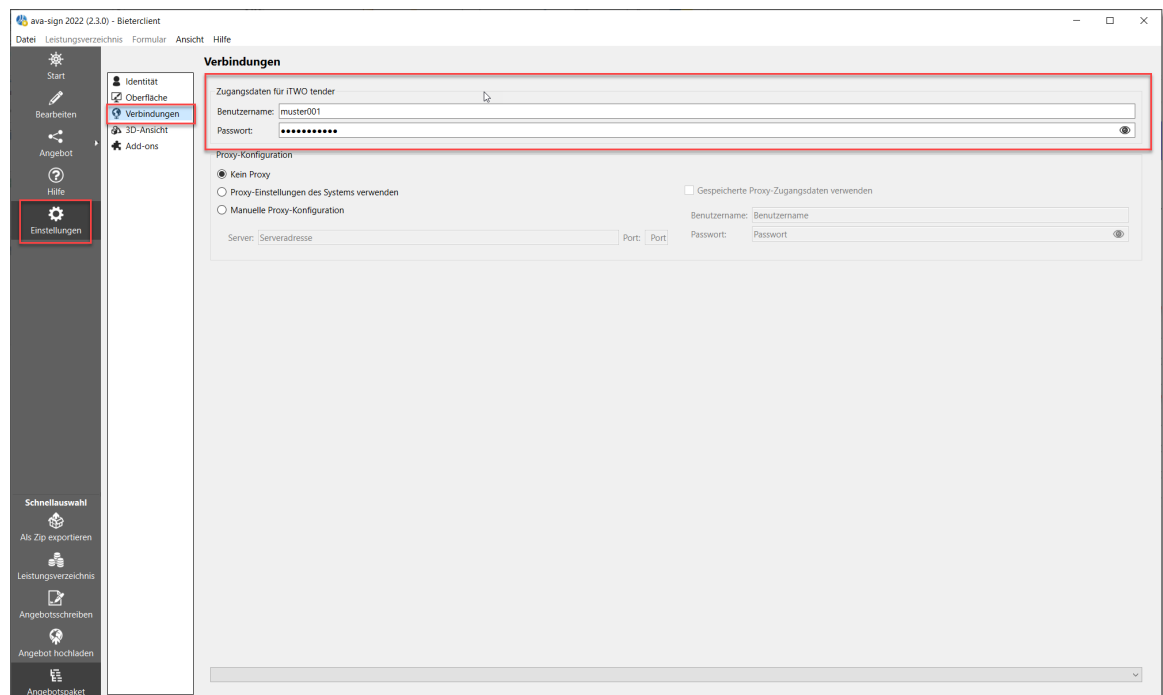 ava-sign 2022 (2.3.0) - Bieterclient
Datei Leistungsverzeichnis Formular Ansicht Hilfe
Start
Bearbeiten
Angebot
Hilfe
Einstellungen
Schnellauswahl
Als Zip exportieren
Leistungsverzeichnis
Angebotsschreiben
Angebot hochladen
Angebotspaket
Identität
Oberfläche
Verbindungen
3D-Ansicht
Add-ons
Verbindungen
Zugangsdaten für iTWO tender
Benutzername: muster001
Passwort: ●●●●●●●●●●●
Proxy-Konfiguration
Kein Proxy
Proxy-Einstellungen des Systems verwenden
Manuelle Proxy-Konfiguration
Server: Serveradresse Port: Port
Gespeicherte Proxy-Zugangsdaten verwenden
Benutzername: Benutzername
Passwort: Passwort